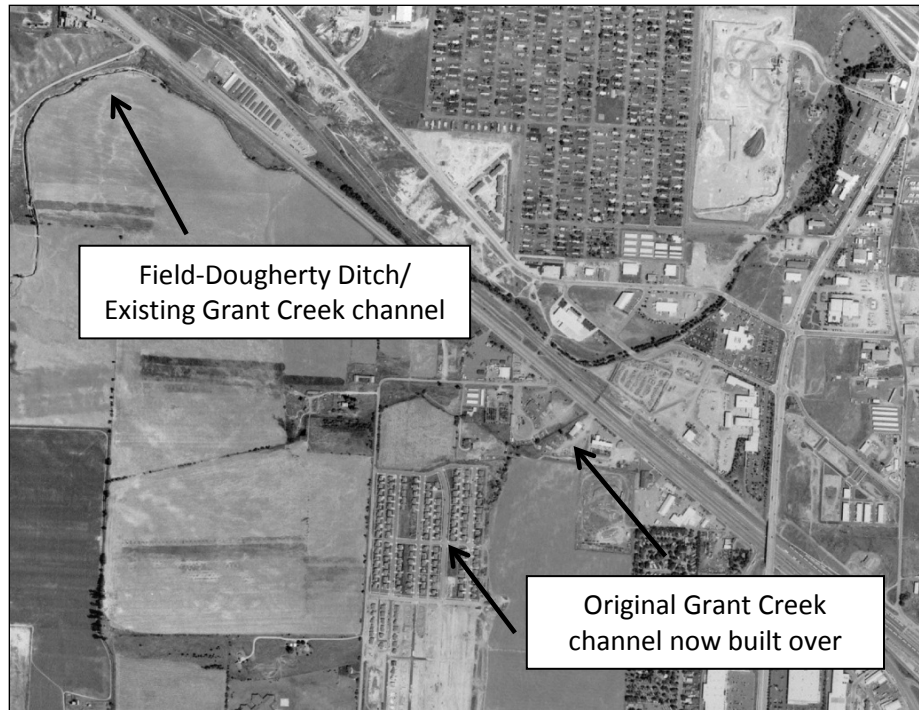 Field-Dougherty Ditch/
Existing Grant Creek channel
Original Grant Creek
channel now built over